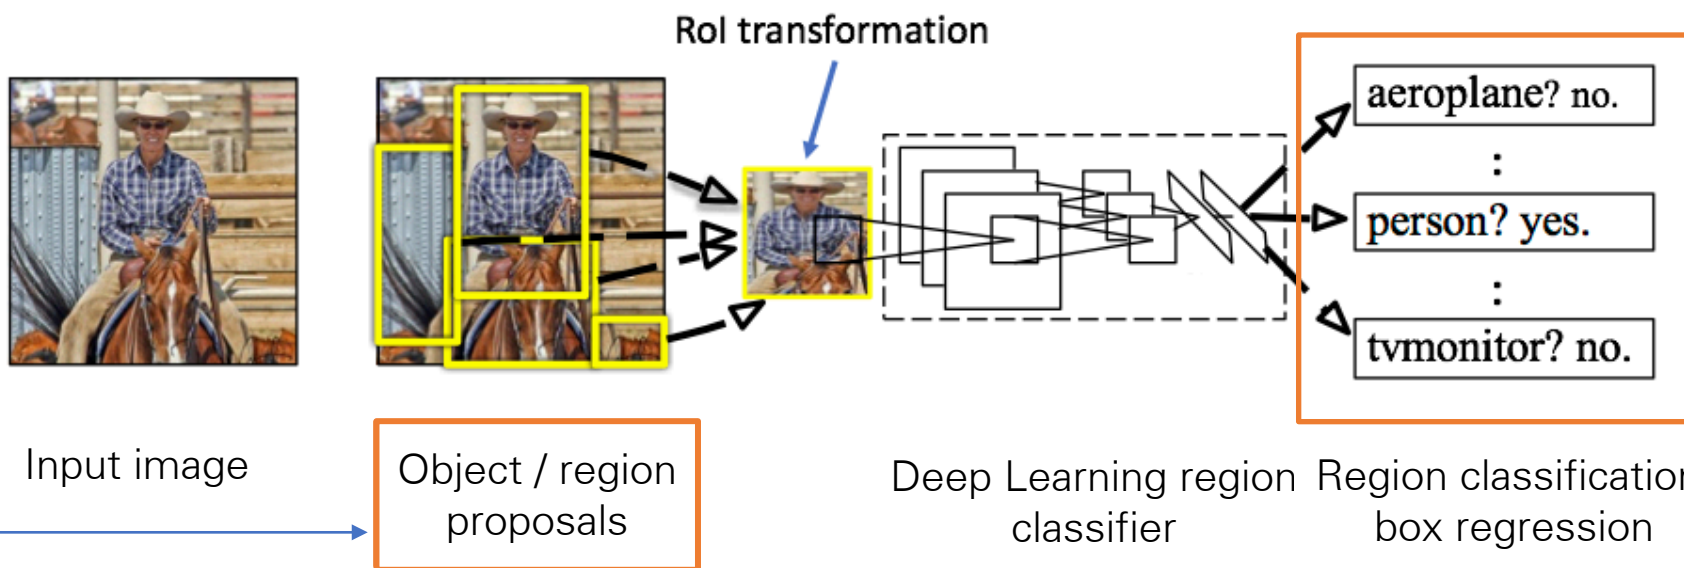 RoI transformation
aeroplane? no.
:
person? yes.
:
tvmonitor? no.
Input image
Object / region
proposals
Deep Learning region
classifier
Region classification
box regression